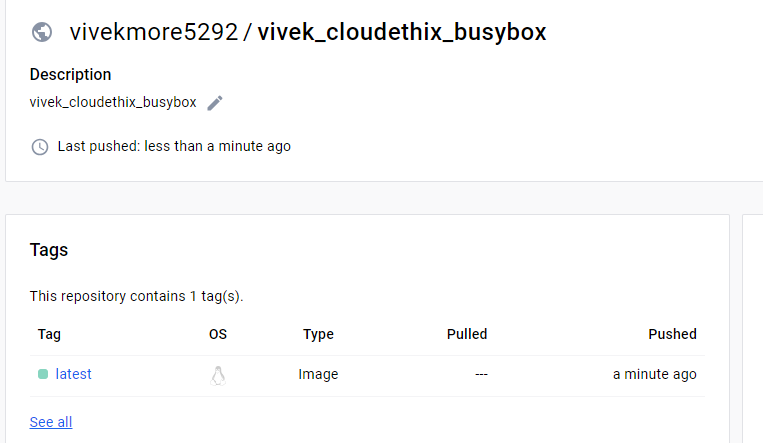 vivekmore5292 / vivek_cloudethix_busybox
Description
vivek_cloudethix_busybox
Last pushed: less than a minute ago
Tags
This repository contains 1 tag(s).
Tag OS Type Pulled Pushed
latest Image --- a minute ago
See all